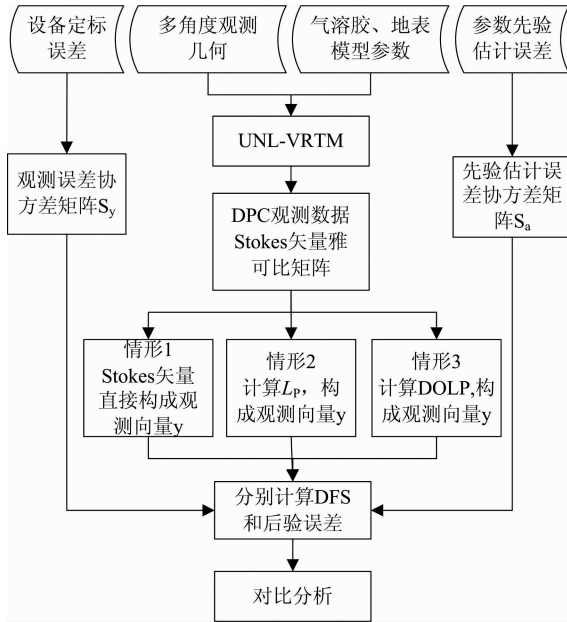 设备定标
误差
多角度观测
几何
气溶胶、地表
模型参数
参数先验
估计误差
UNL-VRTM
观测误差协
方差矩阵Sy
先验估计误
差协方差矩
阵Sa
DPC观测数据
Stokes矢量雅
可比矩阵
情形1
Stokes矢量
直接构成观
测向量y
情形2
计算LP，构
成观测向量y
情形3
计算DOLP,构
成观测向量y
分别计算DFS
和后验误差
对比分析